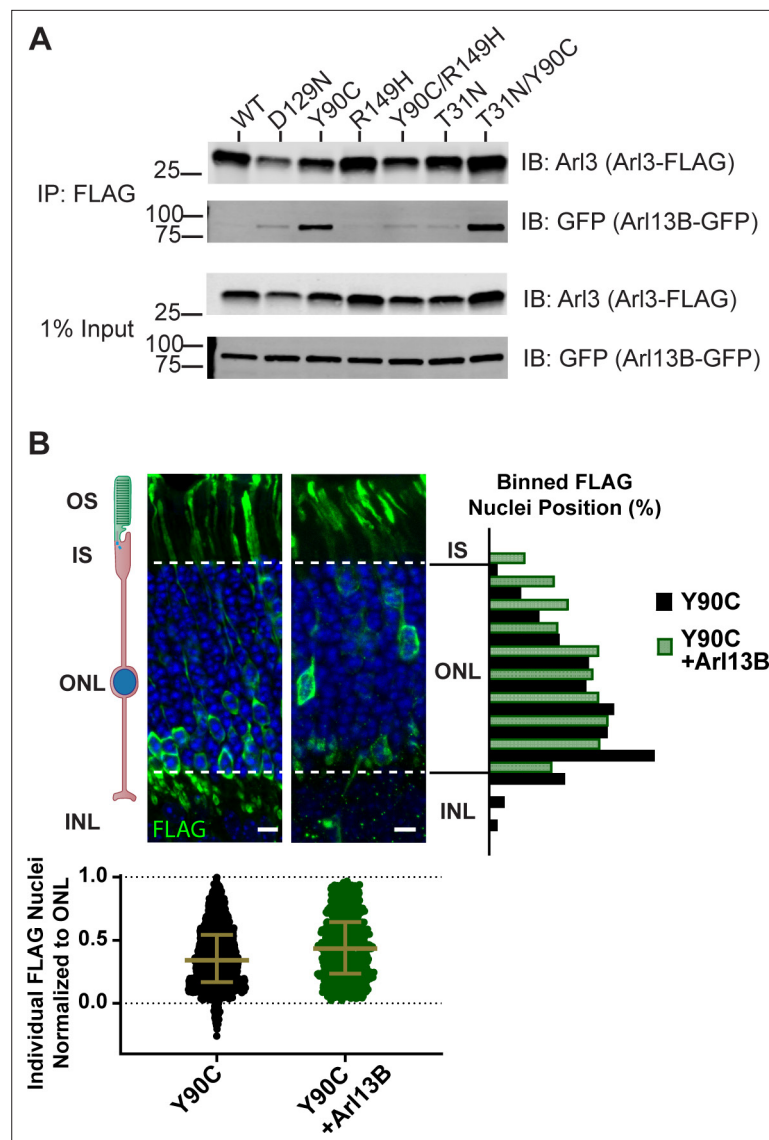 A
WT
D129N
Y90C
R149H
Y90C/R149H
T31N
T31N/Y90C
IP: FLAG
25
IB: Arl3 (Arl3-FLAG)
100
75
IB: GFP (Arl13B-GFP)
1% Input
25
IB: Arl3 (Arl3-FLAG)
100
75
IB: GFP (Arl13B-GFP)
B
OS
IS
ONL
INL
FLAG
Binned FLAG
Nuclei Position (%)
IS
ONL
INL
Y90C
Y90C
+Arl13B
Individual FLAG Nuclei
Normalized to ONL
1.0
0.5
0.0
Y90C
Y90C
+Arl13B